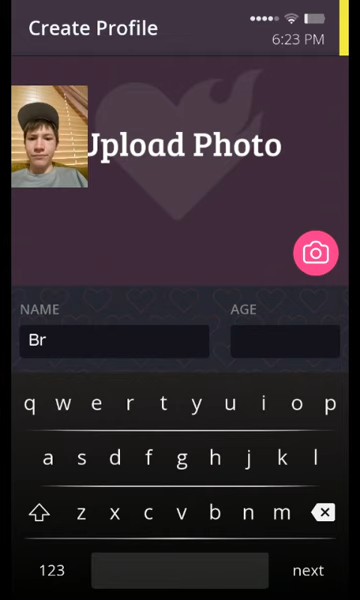 Create Profile
6:23 PM
Upload Photo
NAME AGE
Br
q w e r t y u i o p
a s d f g h j k l
z x c v b n m
123 next